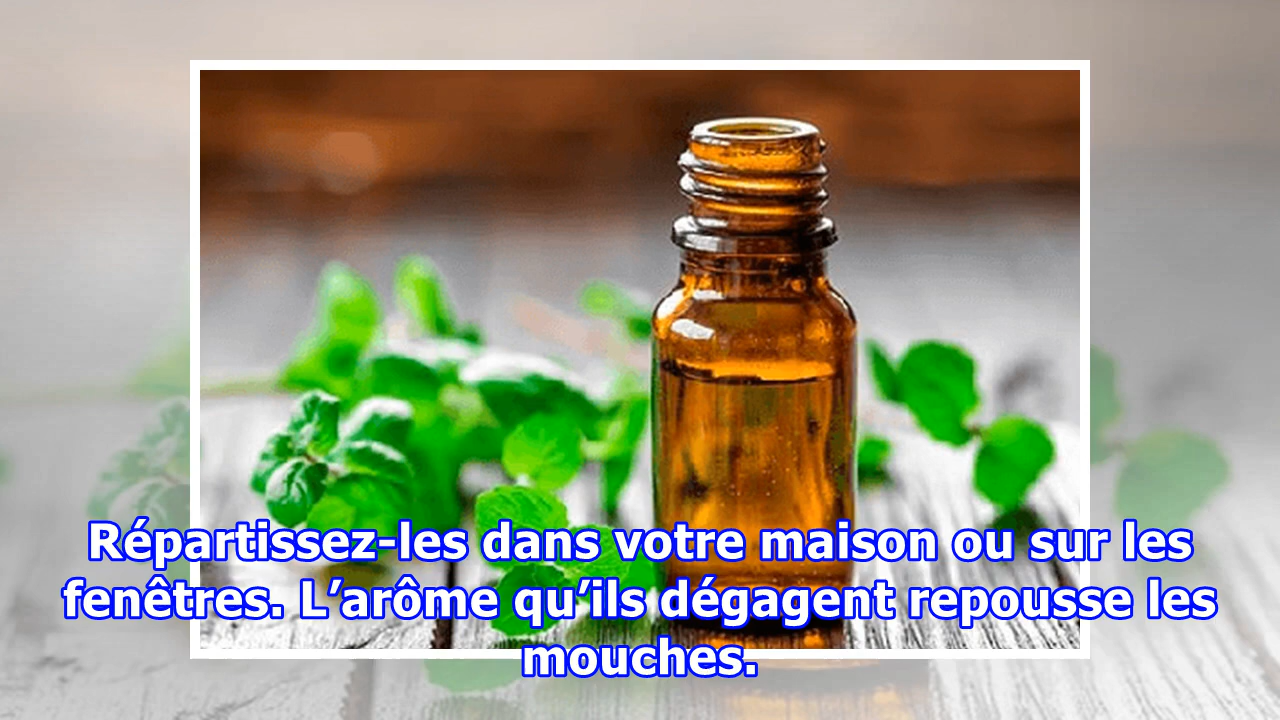 Répartissez-les dans votre maison ou sur les
fenêtres. L’arôme qu’ils dégagent repousse les
mouches.